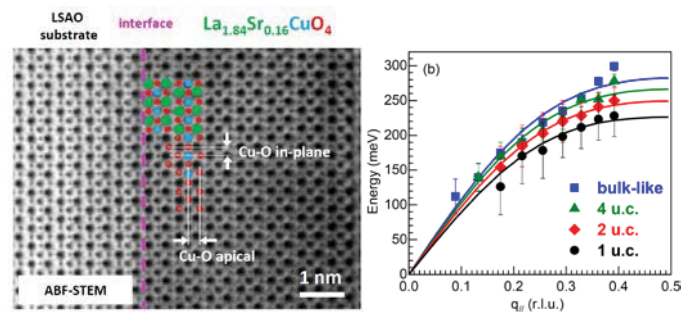 LSAO
substrate
interface
La1.84Sr0.16CuO4
Cu-O in-plane
Cu-O apical
ABF-STEM
1 nm
(b)
Energy (meV)
300
250
200
150
100
50
0
bulk-like
4 u.c.
2 u.c.
1 u.c.
0.0 0.1 0.2 0.3 0.4 0.5
q// (r.l.u.)